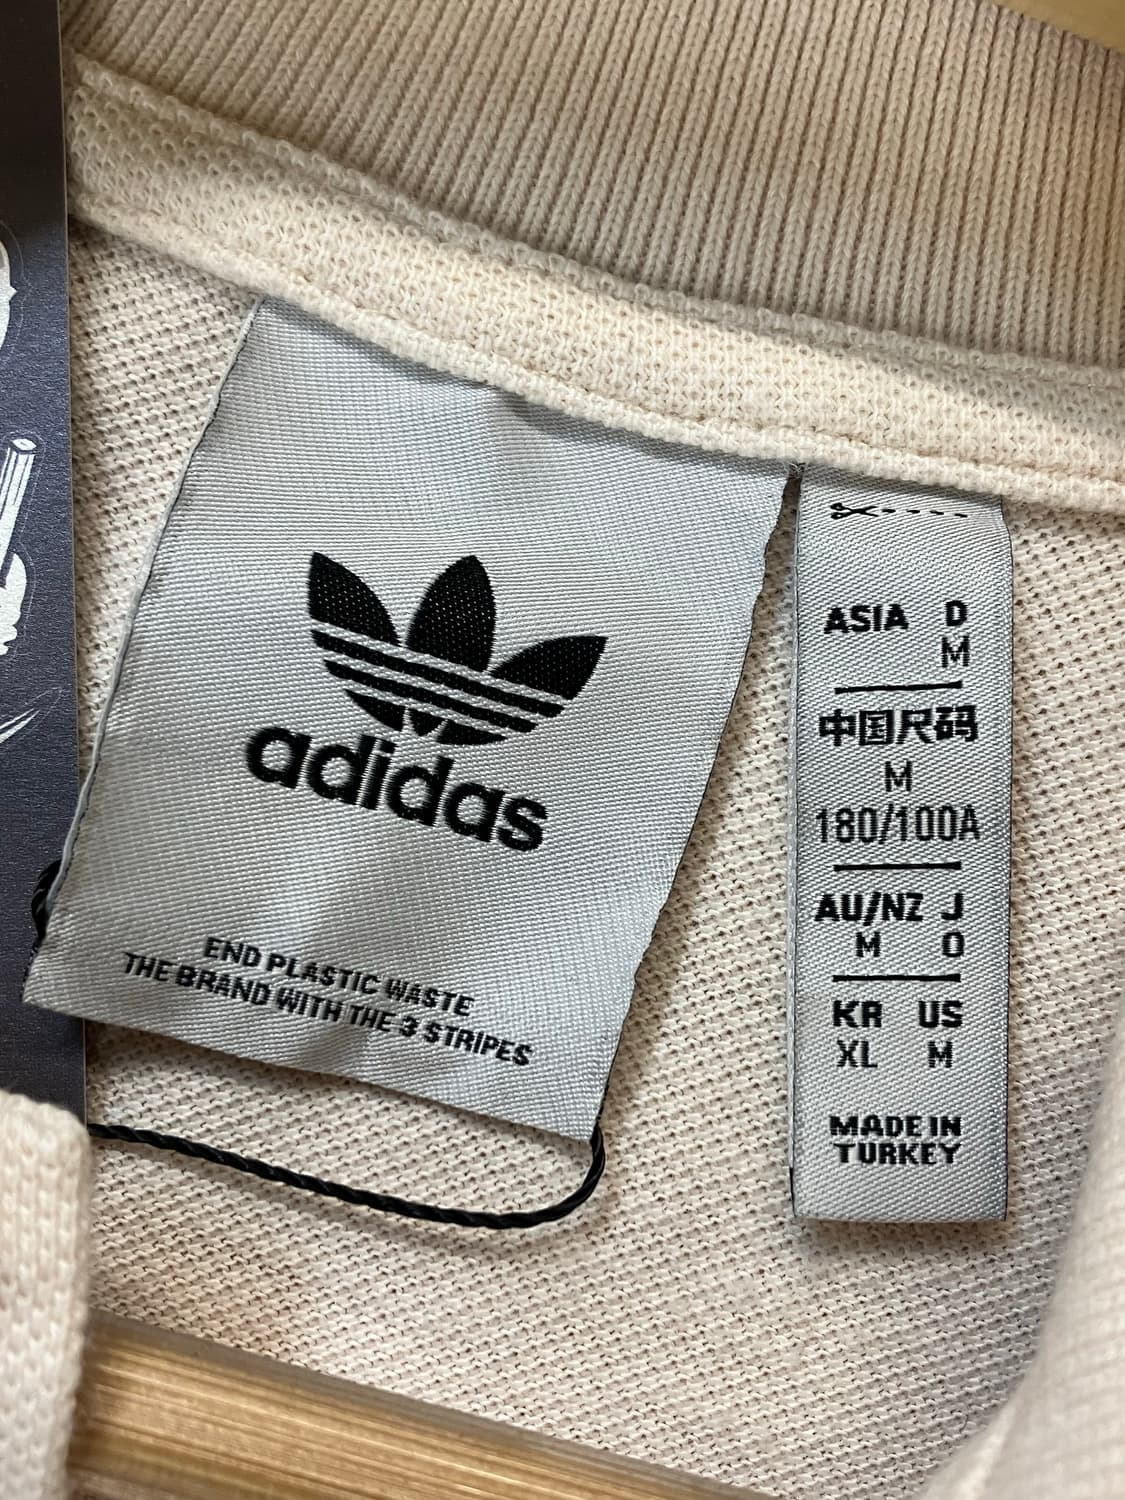 adidas
END PLASTIC WASTE
THE BRAND WITH THE 3 STRIPES
ASIA D
M
中国尺码
M
180/100A
AU/NZ J
M O
KR US
XL M
MADE IN
TURKEY